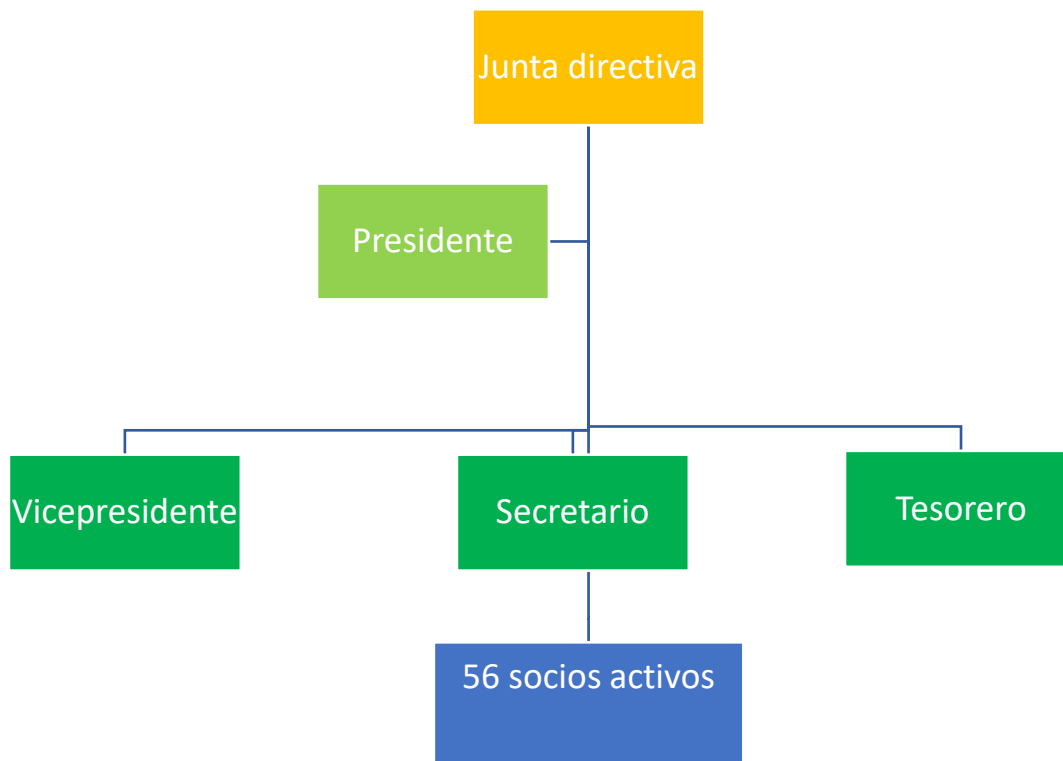 Junta directiva
Presidente
Vicepresidente
Secretario
Tesorero
56 socios activos